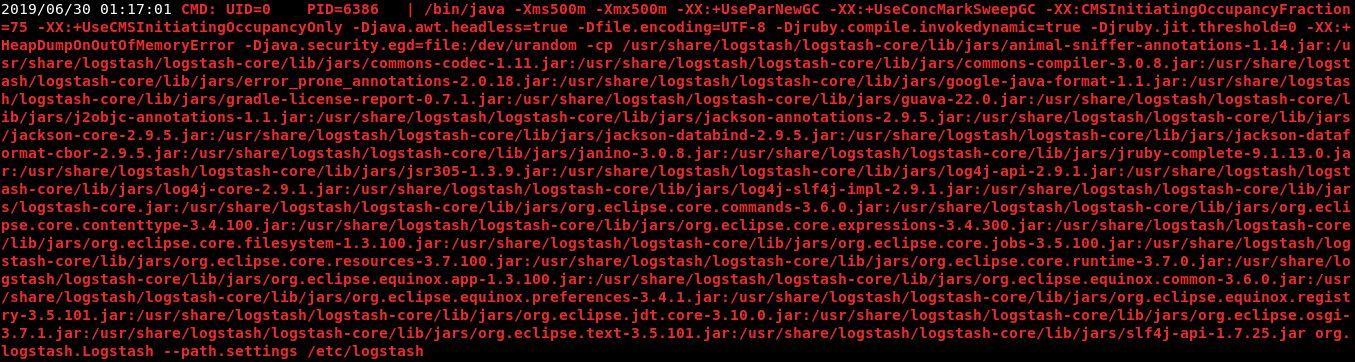 2019/06/30 01:17:01 CMD: UID=0    PID=6386   | /bin/java -Xms500m -Xmx500m -XX:+UseParNewGC -XX:+UseConcMarkSweepGC -XX:CMSInitiatingOccupancyFraction
=75 -XX:+UseCMSInitiatingOccupancyOnly -Djava.awt.headless=true -Dfile.encoding=UTF-8 -Djruby.compile.invokedynamic=true -Djruby.jit.threshold=0 -XX:+
HeapDumpOnOutOfMemoryError -Djava.security.egd=file:/dev/urandom -cp /usr/share/logstash/logstash-core/lib/jars/animal-sniffer-annotations-1.14.jar:/u
sr/share/logstash/logstash-core/lib/jars/commons-codec-1.11.jar:/usr/share/logstash/logstash-core/lib/jars/commons-compiler-3.0.8.jar:/usr/share/logst
ash/logstash-core/lib/jars/error_prone_annotations-2.0.18.jar:/usr/share/logstash/logstash-core/lib/jars/google-java-format-1.1.jar:/usr/share/logstas
h/logstash-core/lib/jars/gradle-license-report-0.7.1.jar:/usr/share/logstash/logstash-core/lib/jars/guava-22.0.jar:/usr/share/logstash/logstash-core/l
ib/jars/j2objc-annotations-1.1.jar:/usr/share/logstash/logstash-core/lib/jars/jackson-annotations-2.9.5.jar:/usr/share/logstash/logstash-core/lib/jars
/jackson-core-2.9.5.jar:/usr/share/logstash/logstash-core/lib/jars/jackson-databind-2.9.5.jar:/usr/share/logstash/logstash-core/lib/jars/jackson-dataf
ormat-cbor-2.9.5.jar:/usr/share/logstash/logstash-core/lib/jars/janino-3.0.8.jar:/usr/share/logstash/logstash-core/lib/jars/jruby-complete-9.1.13.0.ja
r:/usr/share/logstash/logstash-core/lib/jars/jsr305-1.3.9.jar:/usr/share/logstash/logstash-core/lib/jars/log4j-api-2.9.1.jar:/usr/share/logstash/logst
ash-core/lib/jars/log4j-core-2.9.1.jar:/usr/share/logstash/logstash-core/lib/jars/log4j-slf4j-impl-2.9.1.jar:/usr/share/logstash/logstash-core/lib/jar
s/logstash-core.jar:/usr/share/logstash/logstash-core/lib/jars/org.eclipse.core.commands-3.6.0.jar:/usr/share/logstash/logstash-core/lib/jars/org.ecli
pse.core.contenttype-3.4.100.jar:/usr/share/logstash/logstash-core/lib/jars/org.eclipse.core.expressions-3.4.300.jar:/usr/share/logstash/logstash-core
/lib/jars/org.eclipse.core.filesystem-1.3.100.jar:/usr/share/logstash/logstash-core/lib/jars/org.eclipse.core.jobs-3.5.100.jar:/usr/share/logstash/log
stash-core/lib/jars/org.eclipse.core.resources-3.7.100.jar:/usr/share/logstash/logstash-core/lib/jars/org.eclipse.core.runtime-3.7.0.jar:/usr/share/lo
gstash/logstash-core/lib/jars/org.eclipse.equinox.app-1.3.100.jar:/usr/share/logstash/logstash-core/lib/jars/org.eclipse.equinox.common-3.6.0.jar:/usr
/share/logstash/logstash-core/lib/jars/org.eclipse.equinox.preferences-3.4.1.jar:/usr/share/logstash/logstash-core/lib/jars/org.eclipse.equinox.regist
ry-3.5.101.jar:/usr/share/logstash/logstash-core/lib/jars/org.eclipse.jdt.core-3.10.0.jar:/usr/share/logstash/logstash-core/lib/jars/org.eclipse.osgi-
3.7.1.jar:/usr/share/logstash/logstash-core/lib/jars/org.eclipse.text-3.5.101.jar:/usr/share/logstash/logstash-core/lib/jars/slf4j-api-1.7.25.jar org.
logstash.Logstash --path.settings /etc/logstash